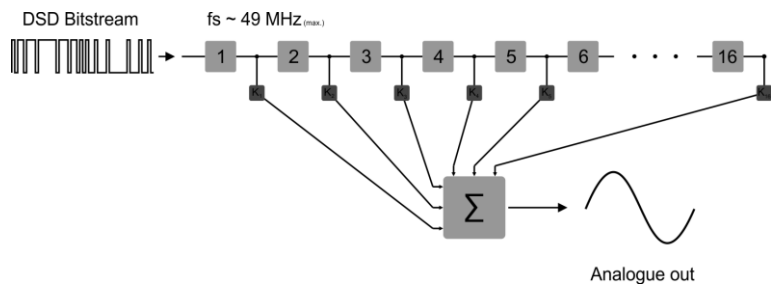 DSD Bitstream
fs ~ 49 MHz (max.)
1 2 3 4 5 6 16
K K K K K K
Σ
Analogue out